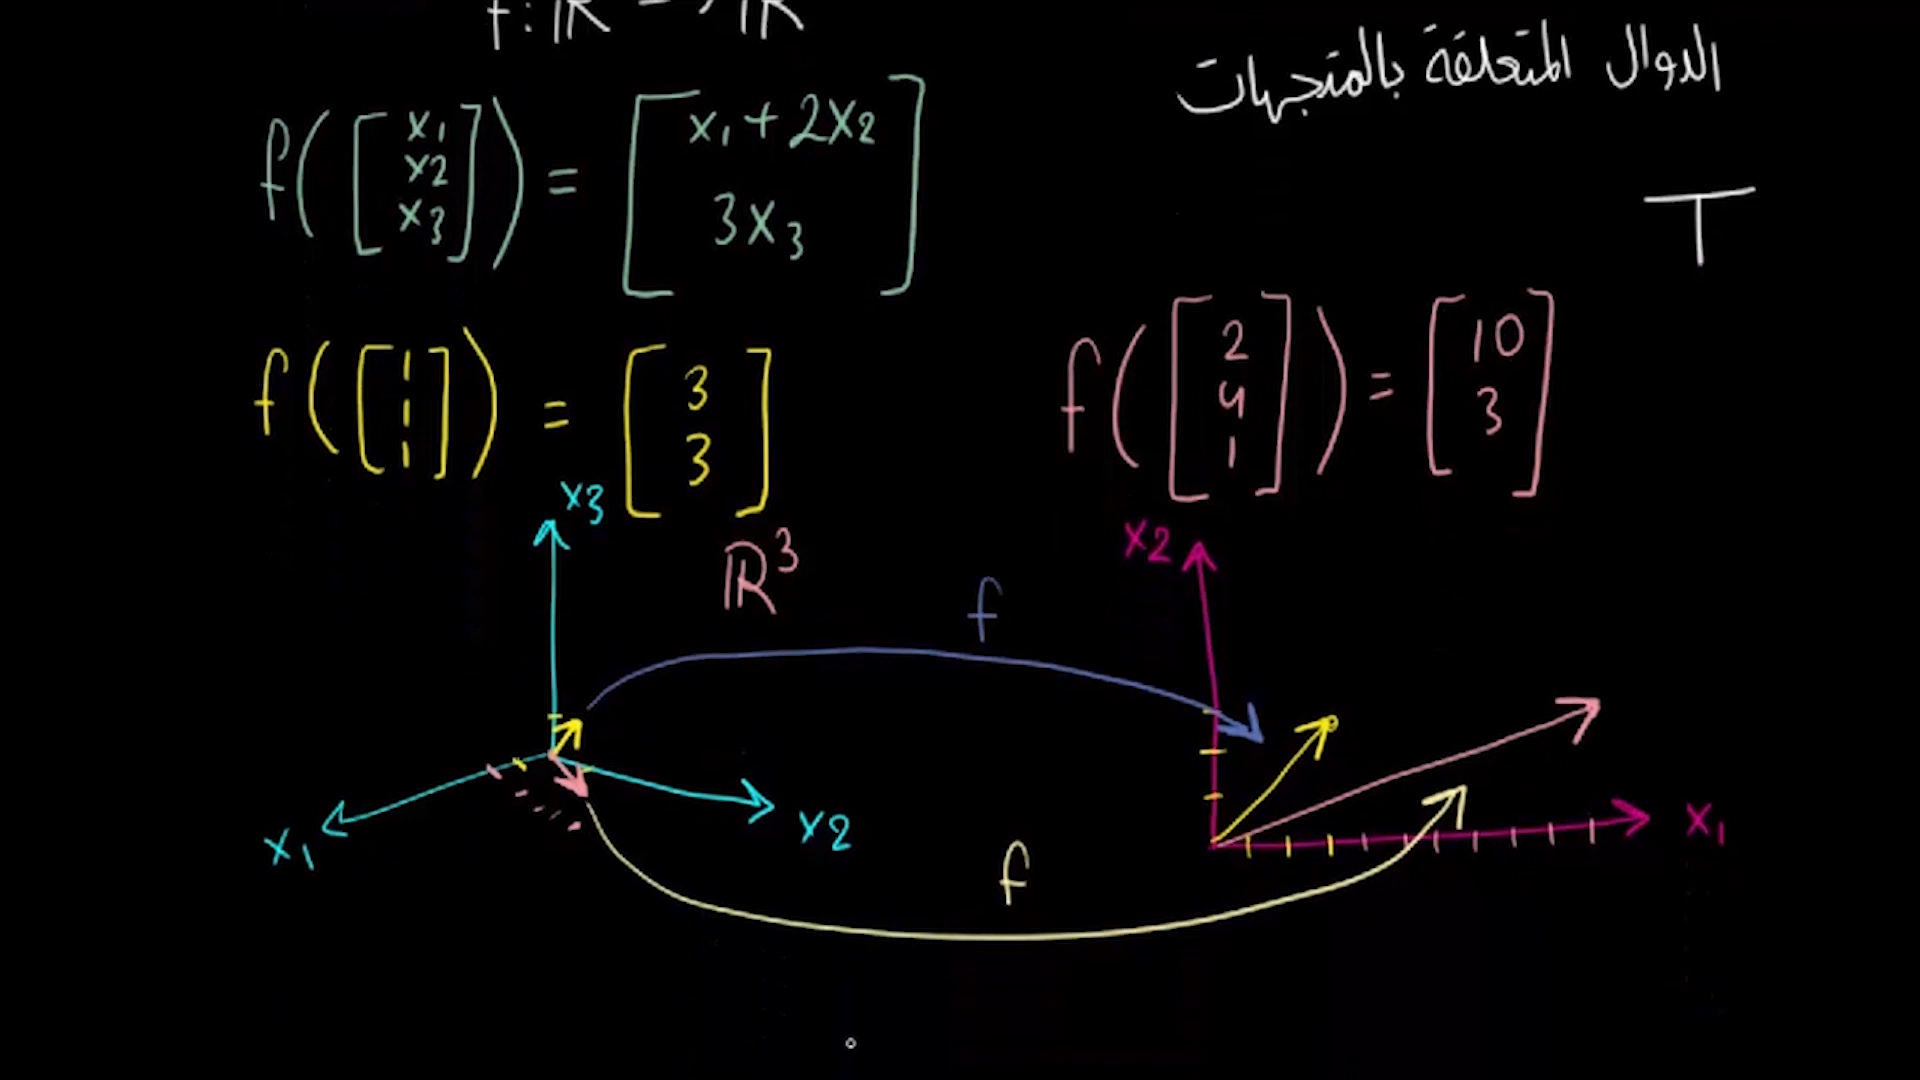 f: ℝ → ℝ
الدوال المتعلقة بالمتجهات
f([x1 x2 x3]) = [x1 + 2x2 3x3]
T
f([1 1 1]) = [3 3]
f([2 4 1]) = [10 3]
x3
ℝ³
x2
f
x1
x2
x1
f